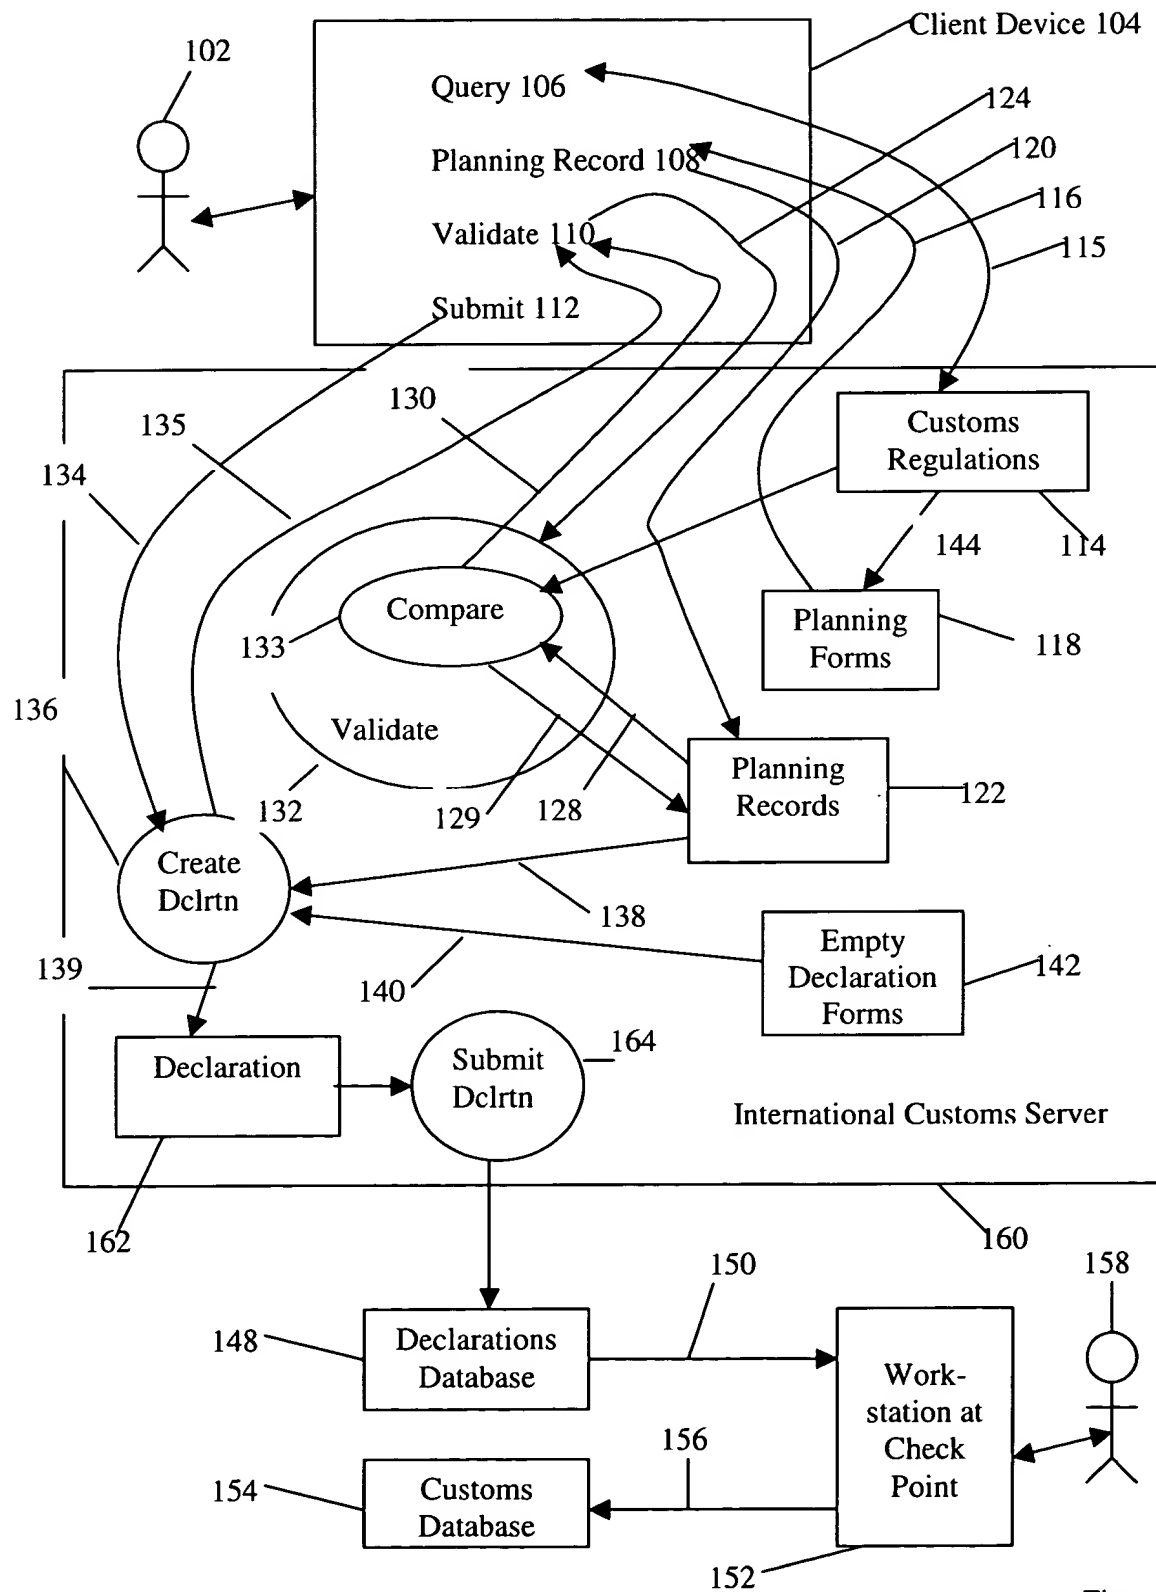 Client Device 104
102
Query 106
124
Planning Record 108
120
116
Validate 110
115
Submit 112
130
135
134
Customs
Regulations
144
114
Compare
133
Planning
Forms
118
136
Validate
132
129
128
Planning
Records
122
Create
Dclrtn
138
139
140
Empty
Declaration
Forms
142
Declaration
Submit
Dclrtn
164
International Customs Server
162
160
150
158
148
Declarations
Database
Work-
station at
Check
Point
156
154
Customs
Database
152